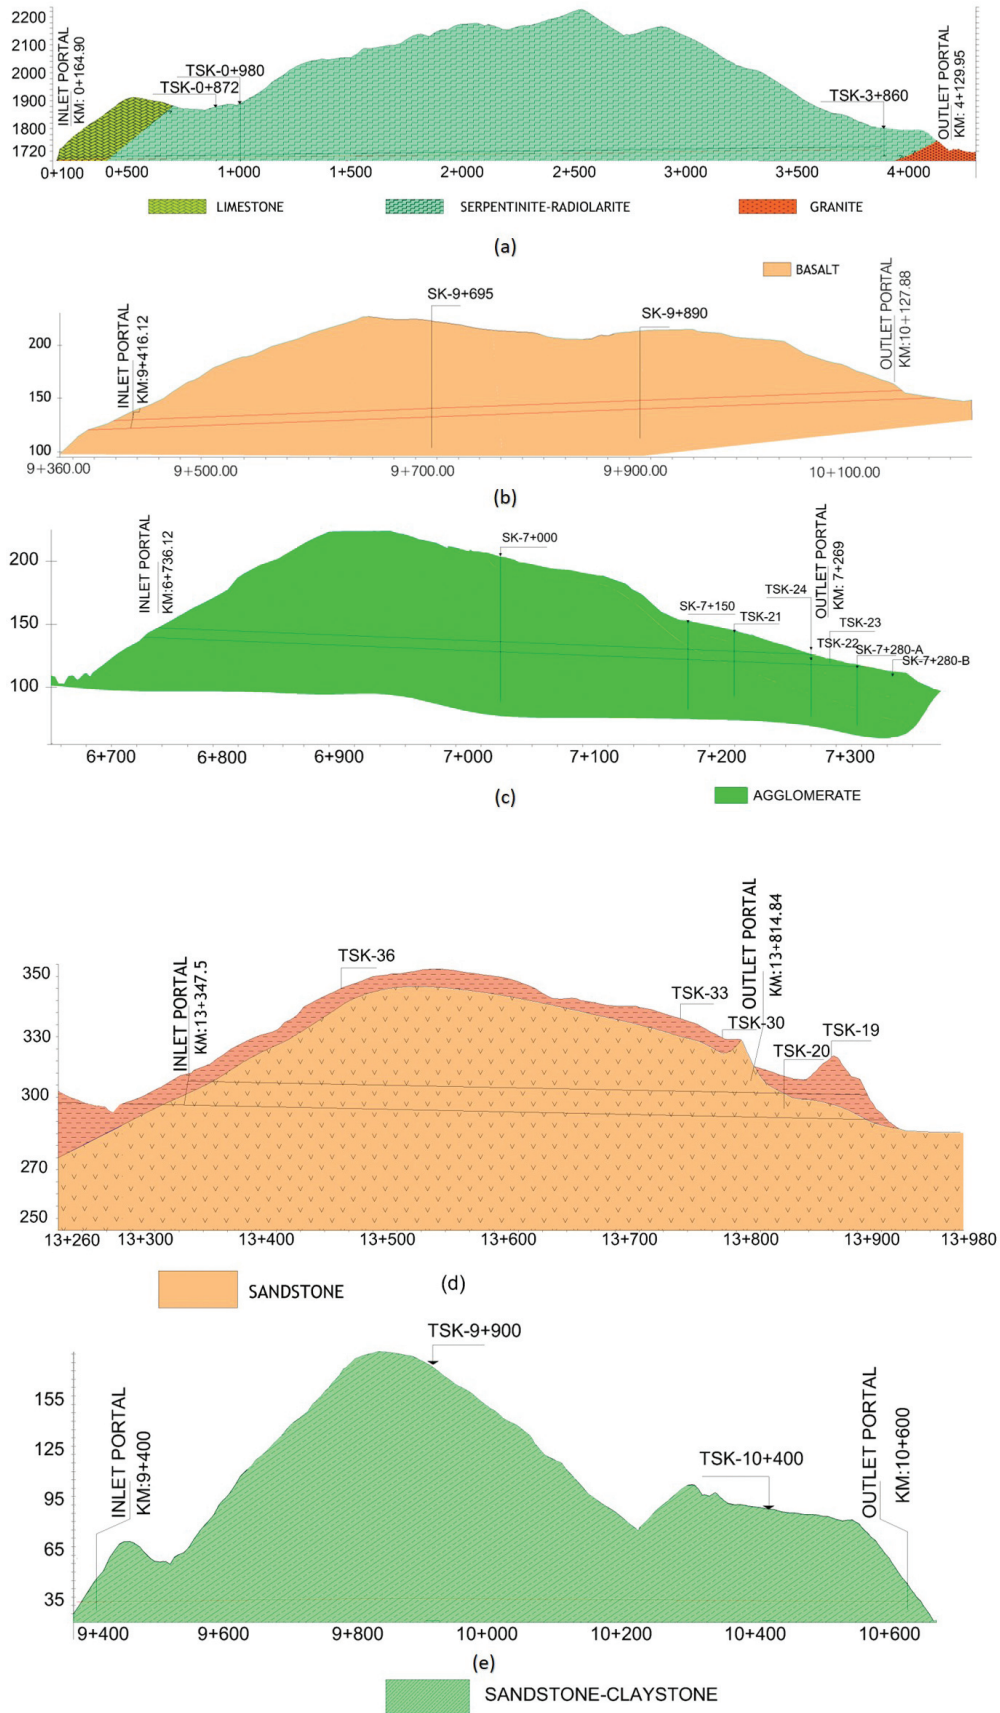 2200
2100
2000
1900
1800
1720
INLET PORTAL
KM: 0+164.90
TSK-0+980
TSK-0+872
TSK-3+860
OUTLET PORTAL
KM: 4+129.95
0+100 0+500 1+000 1+500 2+000 2+500 3+000 3+500 4+000
LIMESTONE SERPENTINITE-RADIOLARITE GRANITE
(a)
BASALT
200
150
100
INLET PORTAL
KM:9+416.12
SK-9+695
SK-9+890
OUTLET PORTAL
KM:10+127.88
9+360.00 9+500.00 9+700.00 9+900.00 10+100.00
(b)
200
150
100
INLET PORTAL
KM:6+736.12
SK-7+000
SK-7+150
TSK-21
TSK-24
OUTLET PORTAL
KM: 7+269
TSK-23
TSK-22
SK-7+280-A
SK-7+280-B
6+700 6+800 6+900 7+000 7+100 7+200 7+300
(c)
AGGLOMERATE
350
330
300
270
250
INLET PORTAL
KM:13+347.5
TSK-36
TSK-33
OUTLET PORTAL
KM:13+814.84
TSK-30
TSK-20
TSK-19
13+260 13+300 13+400 13+500 13+600 13+700 13+800 13+900 13+980
(d)
SANDSTONE
155
125
95
65
35
INLET PORTAL
KM:9+400
TSK-9+900
TSK-10+400
OUTLET PORTAL
KM:10+600
9+400 9+600 9+800 10+000 10+200 10+400 10+600
(e)
SANDSTONE-CLAYSTONE